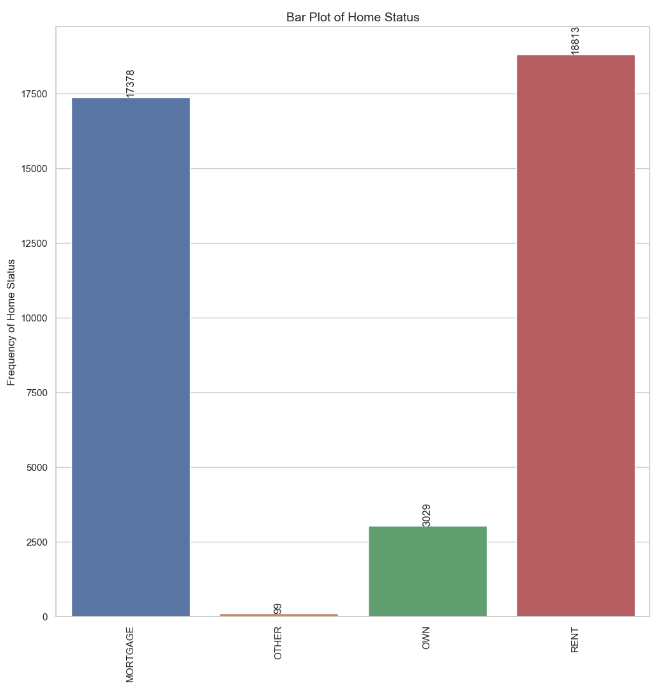 Bar Plot of Home Status
Frequency of Home Status
17500
15000
12500
10000
7500
5000
2500
0
17378
99
3029
18813
MORTGAGE
OTHER
OWN
RENT